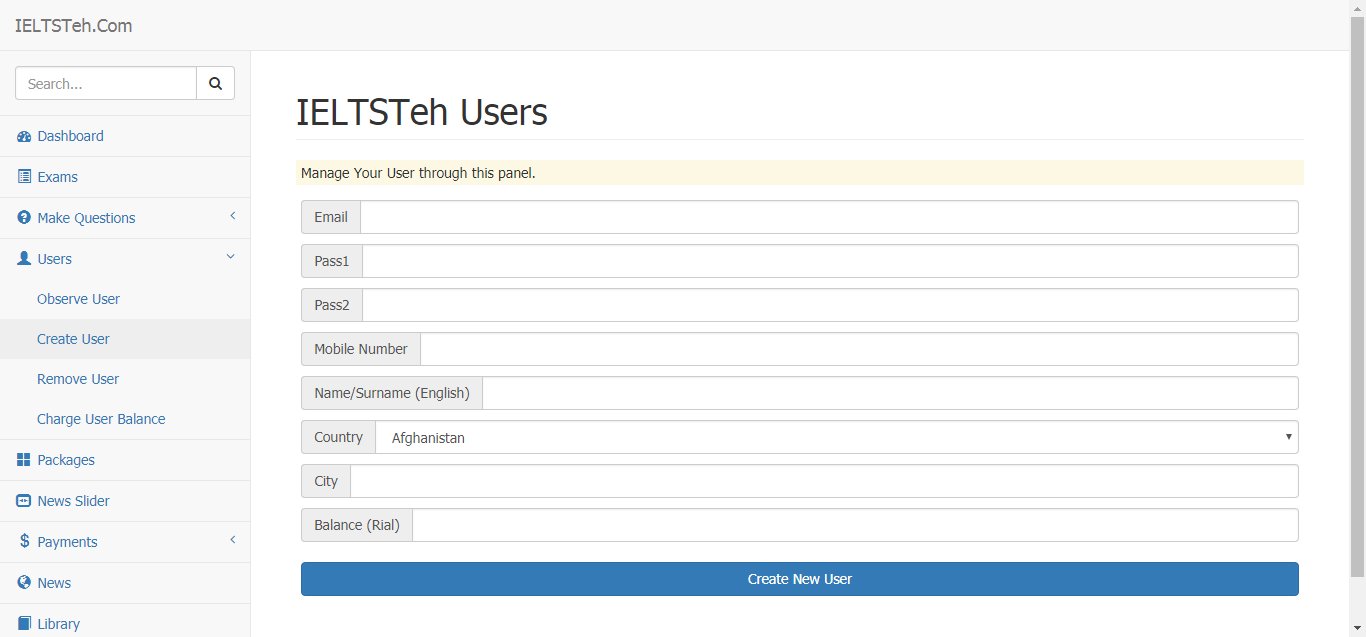 IELTSTeh.Com
Search...
Dashboard
Exams
Make Questions
Users
Observe User
Create User
Remove User
Charge User Balance
Packages
News Slider
Payments
News
Library
IELTSTeh Users
Manage Your User through this panel.
Email
Pass1
Pass2
Mobile Number
Name/Surname (English)
Country Afghanistan
City
Balance (Rial)
Create New User